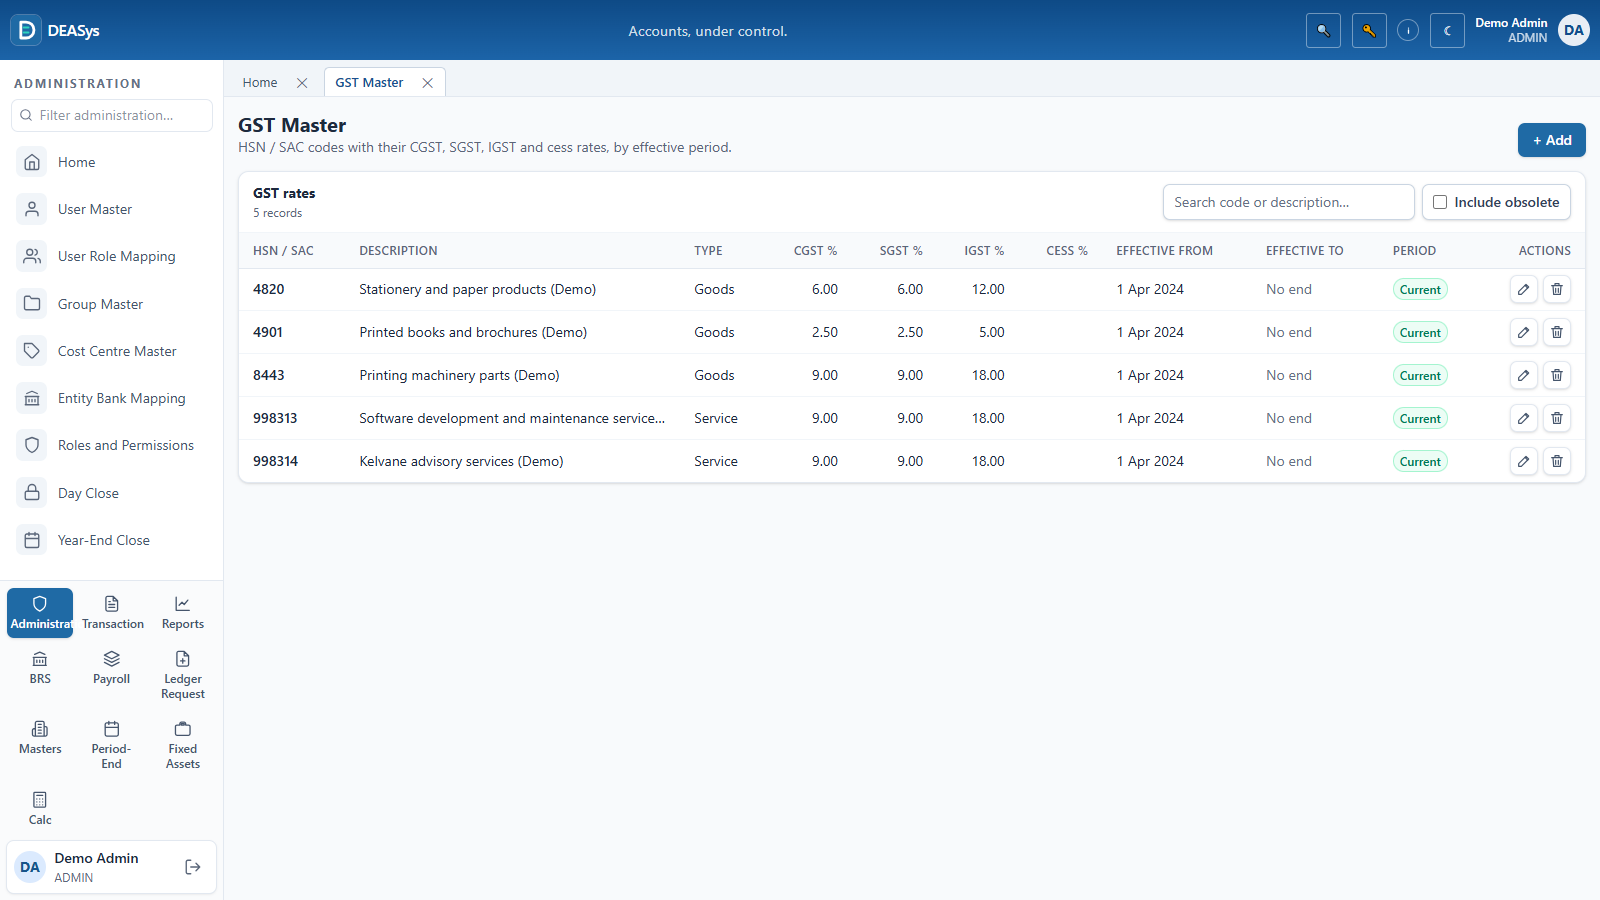 DEASys
Accounts, under control.
Demo Admin
ADMIN
DA
ADMINISTRATION
Filter administration...
Home
User Master
User Role Mapping
Group Master
Cost Centre Master
Entity Bank Mapping
Roles and Permissions
Day Close
Year-End Close
Administrat
Transaction
Reports
BRS
Payroll
Ledger
Request
Masters
Period-
End
Fixed
Assets
Calc
DA
Demo Admin
ADMIN
Home
GST Master
GST Master
HSN / SAC codes with their CGST, SGST, IGST and cess rates, by effective period.
+ Add
GST rates
5 records
Search code or description...
Include obsolete
HSN / SAC DESCRIPTION TYPE CGST % SGST % IGST % CESS % EFFECTIVE FROM EFFECTIVE TO PERIOD ACTIONS
4820 Stationery and paper products (Demo) Goods 6.00 6.00 12.00 1 Apr 2024 No end Current
4901 Printed books and brochures (Demo) Goods 2.50 2.50 5.00 1 Apr 2024 No end Current
8443 Printing machinery parts (Demo) Goods 9.00 9.00 18.00 1 Apr 2024 No end Current
998313 Software development and maintenance service... Service 9.00 9.00 18.00 1 Apr 2024 No end Current
998314 Kelvane advisory services (Demo) Service 9.00 9.00 18.00 1 Apr 2024 No end Current